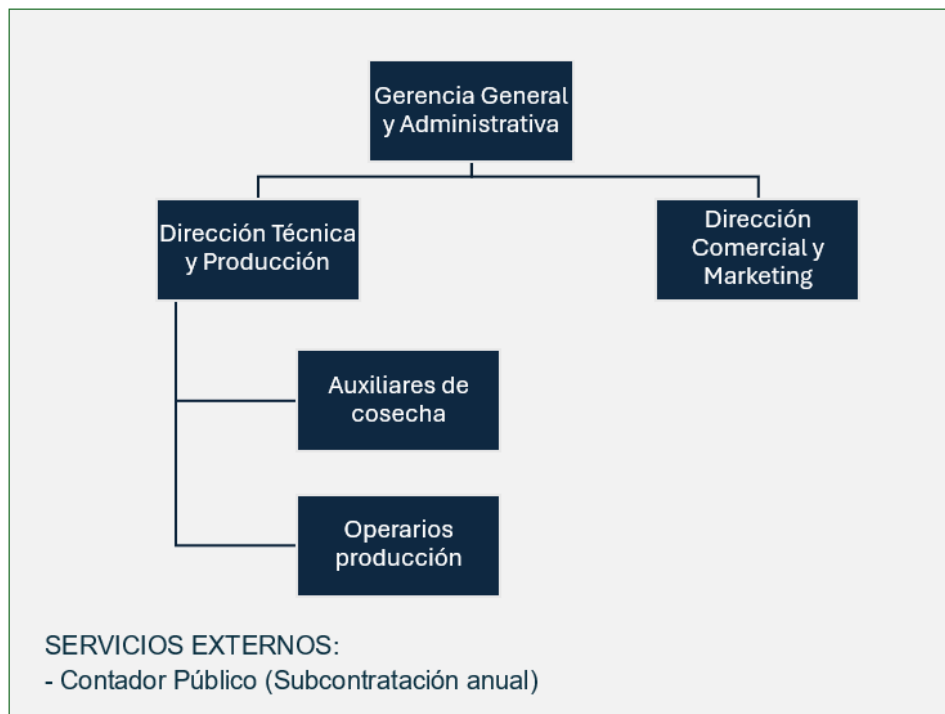 Gerencia General
y Administrativa
Dirección Técnica
y Producción
Dirección
Comercial y
Marketing
Auxiliares de
cosecha
Operarios
producción
SERVICIOS EXTERNOS:
- Contador Público (Subcontratación anual)